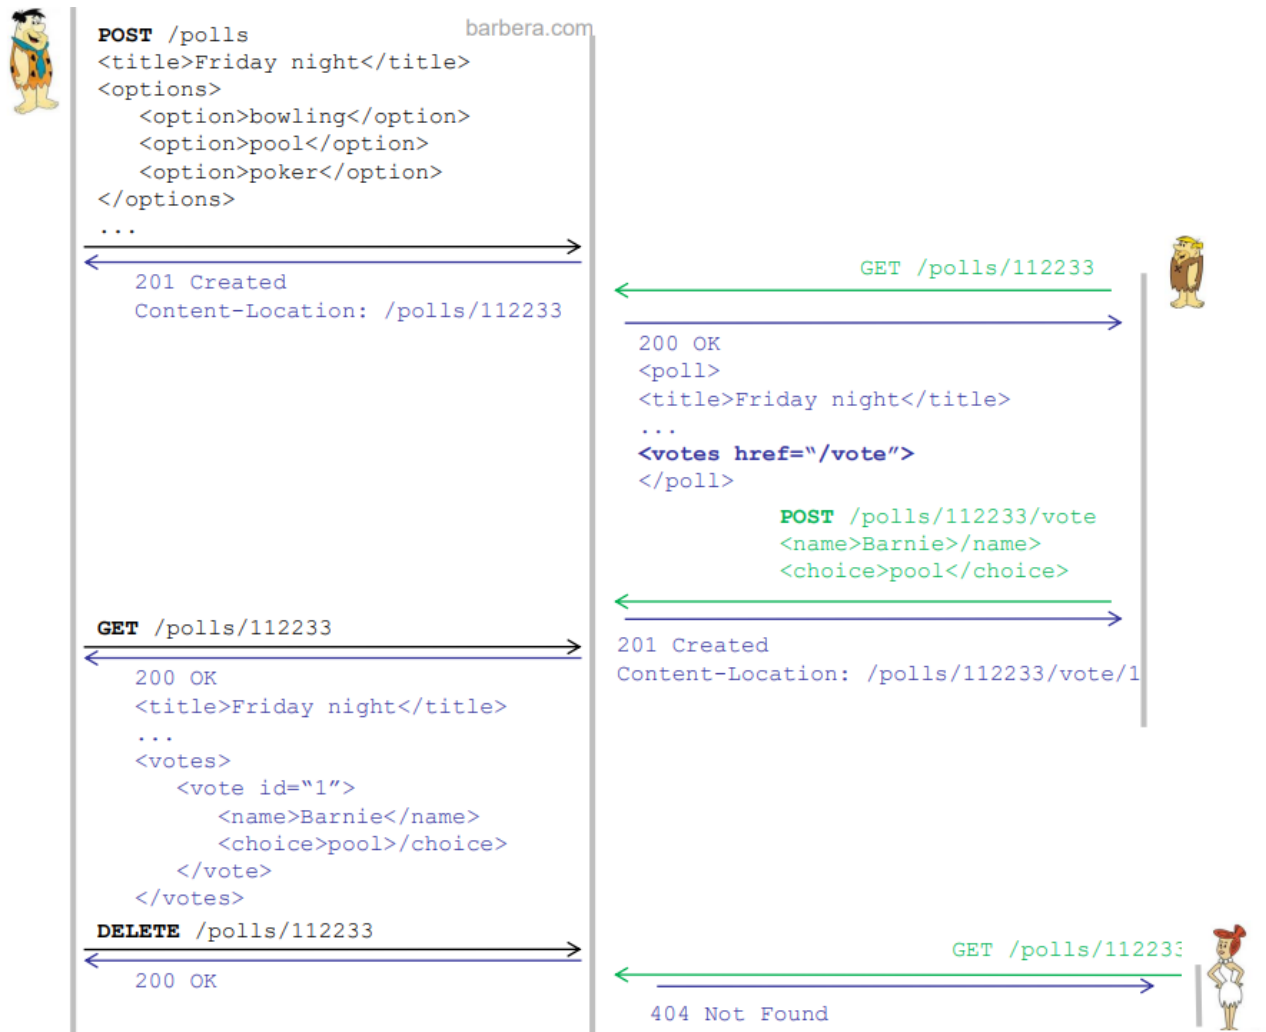 barbera.com
POST /polls
<title>Friday night</title>
<options>
<option>bowling</option>
<option>pool</option>
<option>poker</option>
</options>
...
201 Created
Content-Location: /polls/112233
GET /polls/112233
200 OK
<poll>
<title>Friday night</title>
...
<votes href="/vote″>
</poll>
POST /polls/112233/vote
<name>Barnie>/name>
<choice>pool</choice>
201 Created
Content-Location: /polls/112233/vote/1
GET /polls/112233
200 OK
<title>Friday night</title>
...
<votes>
<vote id="1″>
<name>Barnie</name>
<choice>pool>/choice>
</vote>
</votes>
DELETE /polls/112233
200 OK
GET /polls/112233
404 Not Found